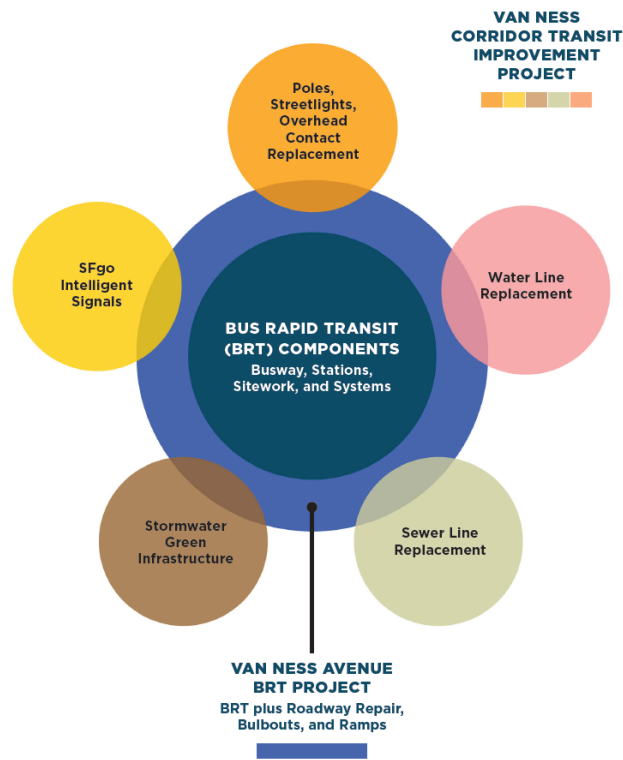 VAN NESS
CORRIDOR TRANSIT
IMPROVEMENT
PROJECT
Poles,
Streetlights,
Overhead
Contact
Replacement
SFgo
Intelligent
Signals
Water Line
Replacement
BUS RAPID TRANSIT
(BRT) COMPONENTS
Busway, Stations,
Sitework, and Systems
Stormwater
Green
Infrastructure
Sewer Line
Replacement
VAN NESS AVENUE
BRT PROJECT
BRT plus Roadway Repair,
Bulbouts, and Ramps